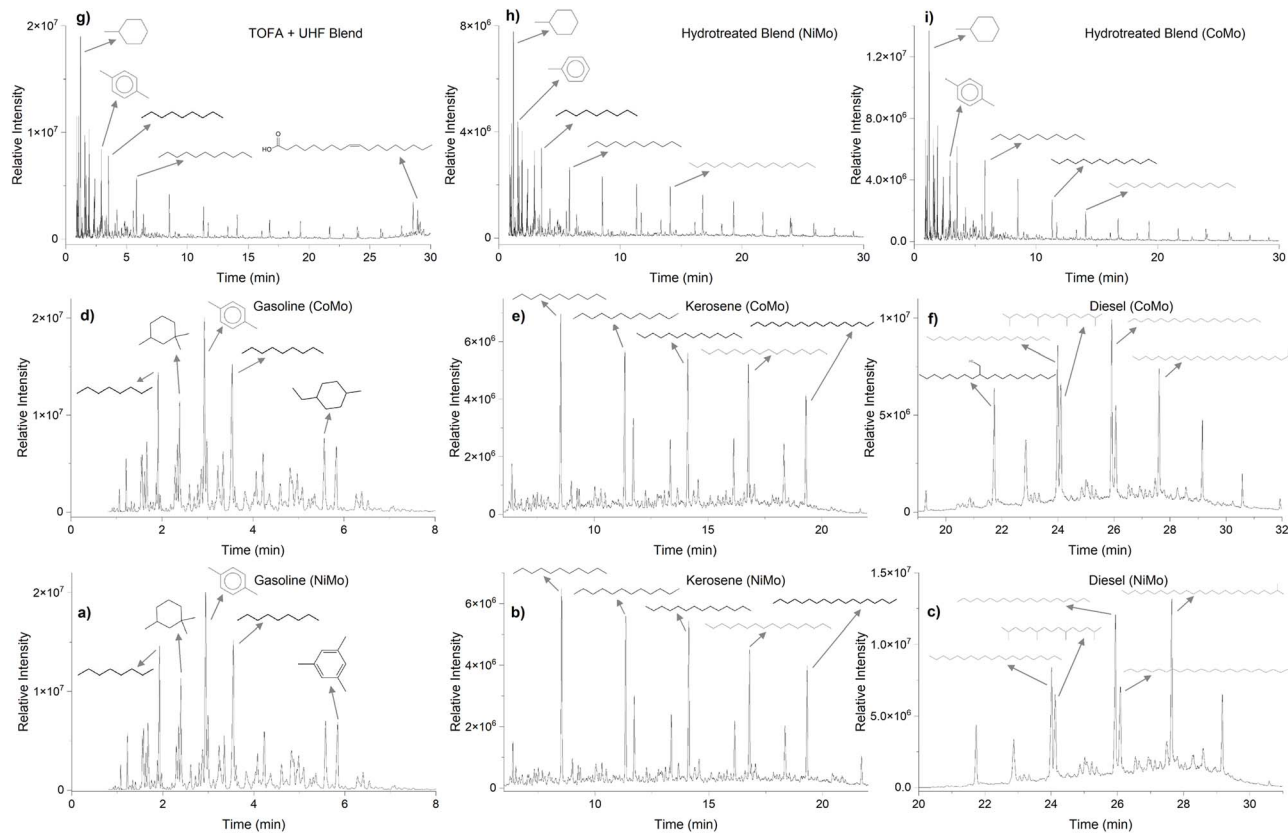 g)
TOFA + UHF Blend
2×10⁷
1×10⁷
0
Relative Intensity
O
HO
0 5 10 15 20 25 30
Time (min)
h)
Hydrotreated Blend (NiMo)
8×10⁶
6×10⁶
4×10⁶
2×10⁶
0
Relative Intensity
0 10 20 30
Time (min)
i)
Hydrotreated Blend (CoMo)
1.2×10⁷
8.0×10⁶
4.0×10⁶
0.0
Relative Intensity
0 10 20 30
Time (min)
d)
Gasoline (CoMo)
2×10⁷
1×10⁷
0
Relative Intensity
0 2 4 6 8
Time (min)
e)
Kerosene (CoMo)
6×10⁶
4×10⁶
2×10⁶
0
Relative Intensity
10 15 20
Time (min)
f)
Diesel (CoMo)
1×10⁷
5×10⁶
0
Relative Intensity
20 22 24 26 28 30 32
Time (min)
a)
Gasoline (NiMo)
2×10⁷
1×10⁷
0
Relative Intensity
6
0 2 4 6 8
Time (min)
b)
Kerosene (NiMo)
6×10⁶
4×10⁶
2×10⁶
0
Relative Intensity
10 15 20
Time (min)
c)
Diesel (NiMo)
1.5×10⁷
1.0×10⁷
5.0×10⁶
0.0
Relative Intensity
20 22 24 26 28 30
Time (min)